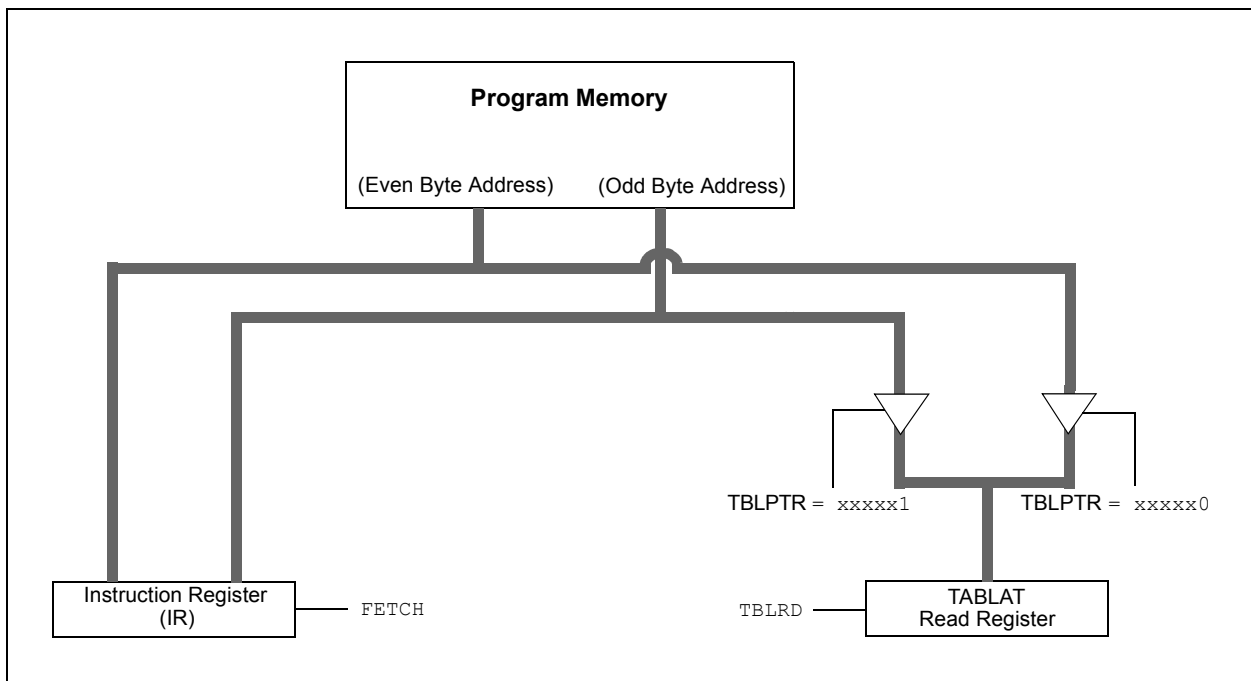 Program Memory
(Even Byte Address)
(Odd Byte Address)
TBLPTR = xxxxx1
TBLPTR = xxxxx0
Instruction Register
(IR)
FETCH
TBLRD
TABLAT
Read Register